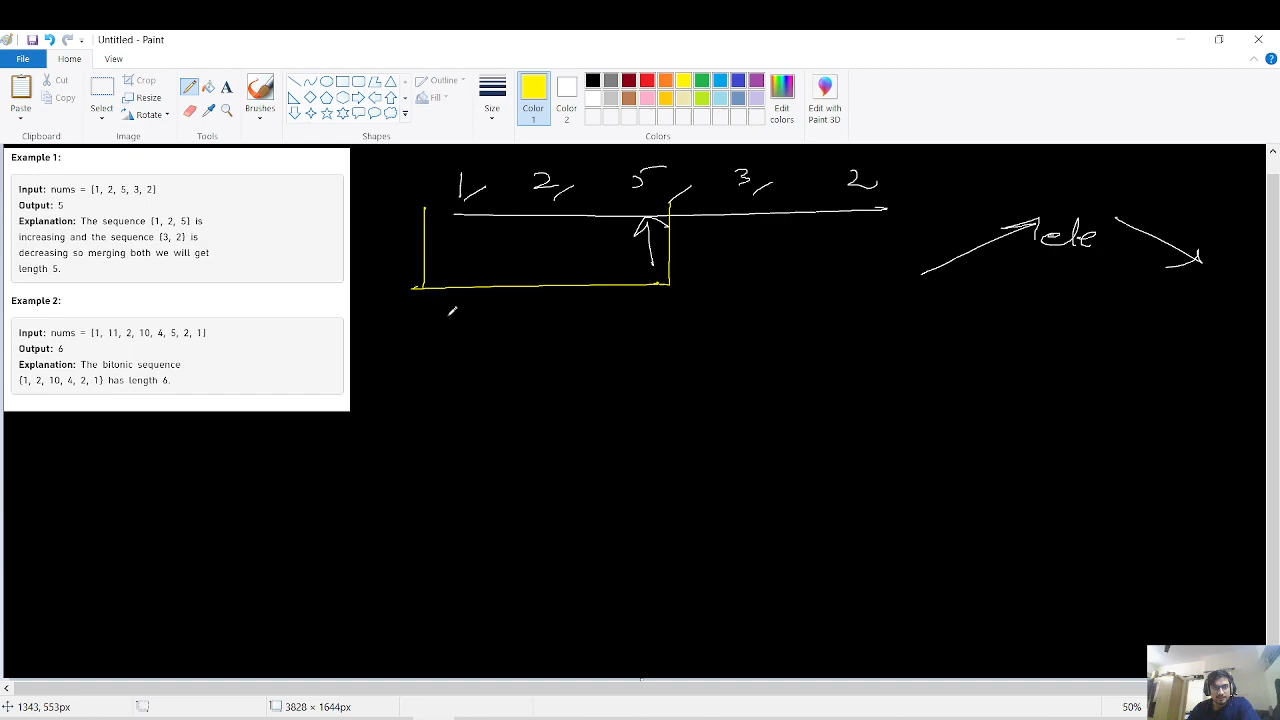 Untitled - Paint
File Home View
Paste
Cut
Copy
Clipboard
Select
Crop
Resize
Rotate
Image
Tools
Brushes
Shapes
Outline
Fill
Size
Color
1
Color
2
Colors
Edit
colors
Edit with
Paint 3D
Example 1:
Input: nums = [1, 2, 5, 3, 2]
Output: 5
Explanation: The sequence {1, 2, 5} is
increasing and the sequence {3, 2} is
decreasing so merging both we will get
length 5.
Example 2:
Input: nums = [1, 11, 2, 10, 4, 5, 2, 1]
Output: 6
Explanation: The bitonic sequence
{1, 2, 10, 4, 2, 1} has length 6.
1, 2, 5, 3, 2
ele
1343, 553px
3828 × 1644px
50%